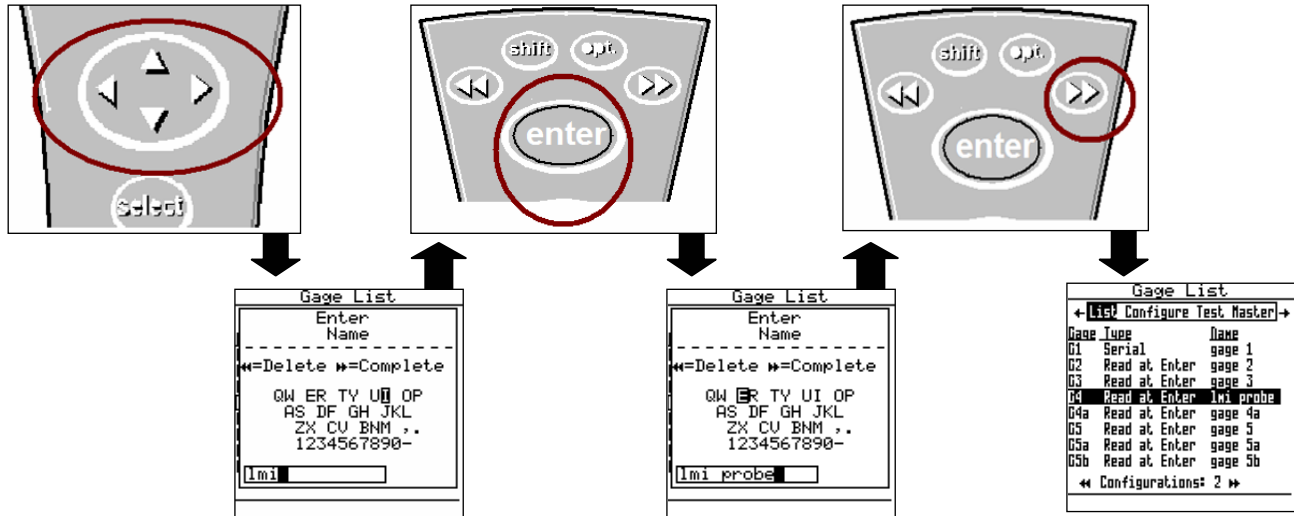 select
shift opt.
enter
shift opt.
enter
Gage List
Enter
Name
◀◀=Delete ▶▶=Complete
QW ER TY UI OP
AS DF GH JKL
ZX CV BNM ,.
1234567890-
lmi
Gage List
Enter
Name
◀◀=Delete ▶▶=Complete
QW ER TY UI OP
AS DF GH JKL
ZX CV BNM ,.
1234567890-
lmi probe
Gage List
← List Configure Test Master →
Gage Type Name
G1 Serial gage 1
G2 Read at Enter gage 2
G3 Read at Enter gage 3
G4 Read at Enter lmi probe
G4a Read at Enter gage 4a
G5 Read at Enter gage 5
G5a Read at Enter gage 5a
G5b Read at Enter gage 5b
◀◀ Configurations: 2 ▶▶